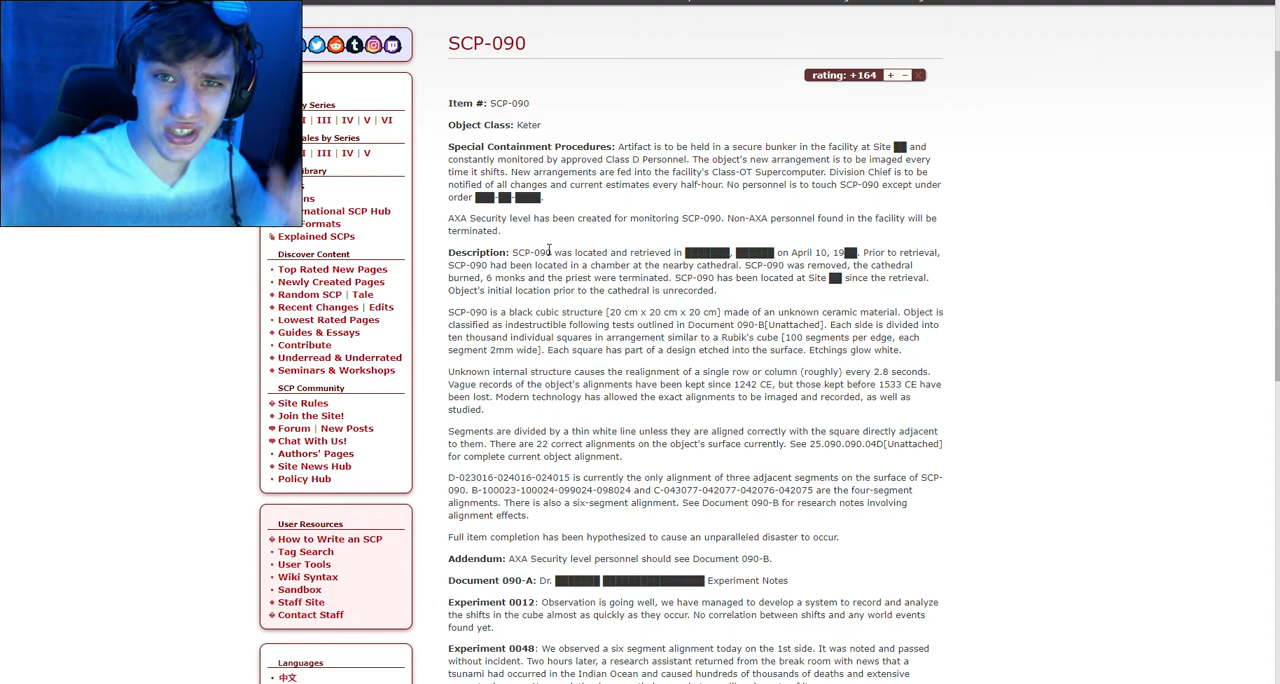 SCP-090
rating: +164 + − X
y Series
I | III | IV | V | VI
ales by Series
| III | IV | V
ibrary
s
ns
rnational SCP Hub
Formats
Explained SCPs
Discover Content
Top Rated New Pages
Newly Created Pages
Random SCP | Tale
Recent Changes | Edits
Lowest Rated Pages
Guides & Essays
Contribute
Underread & Underrated
Seminars & Workshops
SCP Community
Site Rules
Join the Site!
Forum | New Posts
Chat With Us!
Authors' Pages
Site News Hub
Policy Hub
User Resources
How to Write an SCP
Tag Search
User Tools
Wiki Syntax
Sandbox
Staff Site
Contact Staff
Languages
中文
Item #: SCP-090
Object Class: Keter
Special Containment Procedures: Artifact is to be held in a secure bunker in the facility at Site ██ and
constantly monitored by approved Class D Personnel. The object's new arrangement is to be imaged every
time it shifts. New arrangements are fed into the facility's Class-OT Supercomputer. Division Chief is to be
notified of all changes and current estimates every half-hour. No personnel is to touch SCP-090 except under
order ███-██-████.
AXA Security level has been created for monitoring SCP-090. Non-AXA personnel found in the facility will be
terminated.
Description: SCP-090 was located and retrieved in ███████, ██████ on April 10, 19██. Prior to retrieval,
SCP-090 had been located in a chamber at the nearby cathedral. SCP-090 was removed, the cathedral
burned, 6 monks and the priest were terminated. SCP-090 has been located at Site ██ since the retrieval.
Object's initial location prior to the cathedral is unrecorded.
SCP-090 is a black cubic structure [20 cm x 20 cm x 20 cm] made of an unknown ceramic material. Object is
classified as indestructible following tests outlined in Document 090-B[Unattached]. Each side is divided into
ten thousand individual squares in arrangement similar to a Rubik's cube [100 segments per edge, each
segment 2mm wide]. Each square has part of a design etched into the surface. Etchings glow white.
Unknown internal structure causes the realignment of a single row or column (roughly) every 2.8 seconds.
Vague records of the object's alignments have been kept since 1242 CE, but those kept before 1533 CE have
been lost. Modern technology has allowed the exact alignments to be imaged and recorded, as well as
studied.
Segments are divided by a thin white line unless they are aligned correctly with the square directly adjacent
to them. There are 22 correct alignments on the object's surface currently. See 25.090.090.04D[Unattached]
for complete current object alignment.
D-023016-024016-024015 is currently the only alignment of three adjacent segments on the surface of SCP-
090. B-100023-100024-099024-098024 and C-043077-042077-042076-042075 are the four-segment
alignments. There is also a six-segment alignment. See Document 090-B for research notes involving
alignment effects.
Full item completion has been hypothesized to cause an unparalleled disaster to occur.
Addendum: AXA Security level personnel should see Document 090-B.
Document 090-A: Dr. ███████ ████████████████ Experiment Notes
Experiment 0012: Observation is going well, we have managed to develop a system to record and analyze
the shifts in the cube almost as quickly as they occur. No correlation between shifts and any world events
found yet.
Experiment 0048: We observed a six segment alignment today on the 1st side. It was noted and passed
without incident. Two hours later, a research assistant returned from the break room with news that a
tsunami had occurred in the Indian Ocean and caused hundreds of thousands of deaths and extensive